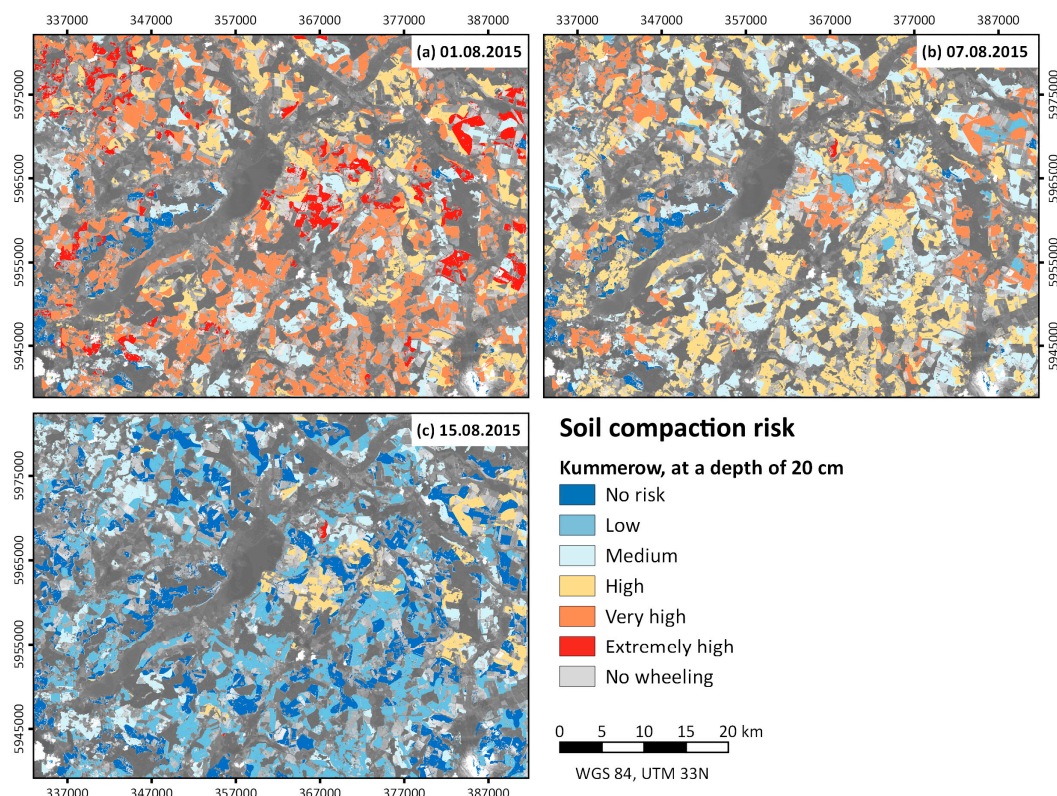 337000 347000 357000 367000 377000 387000
337000 347000 357000 367000 377000 387000
(a) 01.08.2015
(b) 07.08.2015
5975000
5965000
5955000
5945000
5975000
5965000
5955000
5945000
(c) 15.08.2015
5975000
5965000
5955000
5945000
337000 347000 357000 367000 377000 387000
Soil compaction risk
Kummerow, at a depth of 20 cm
No risk
Low
Medium
High
Very high
Extremely high
No wheeling
0 5 10 15 20 km
WGS 84, UTM 33N